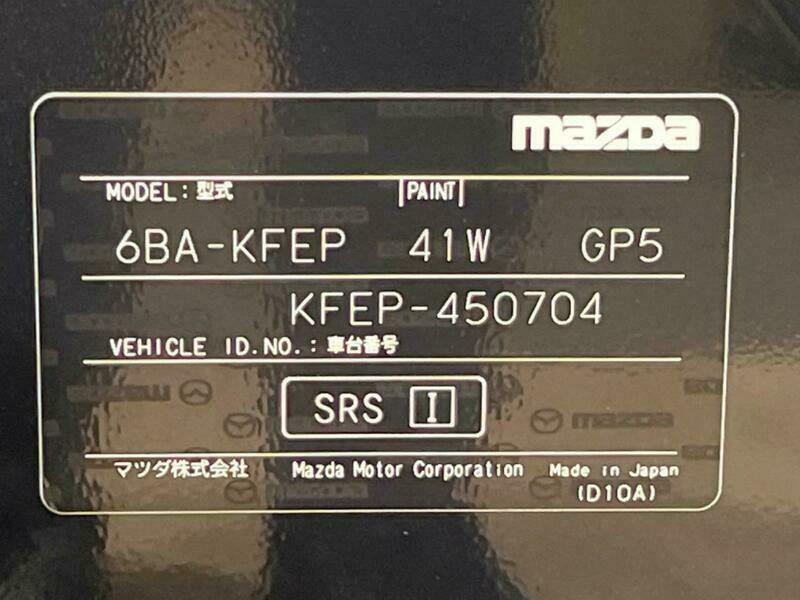 mazda
MODEL: 型式 PAINT
6BA-KFEP 41W GP5
KFEP-450704
VEHICLE ID.NO.: 車台番号
SRS I
マツダ株式会社 Mazda Motor Corporation Made in Japan
(D10A)
mazda